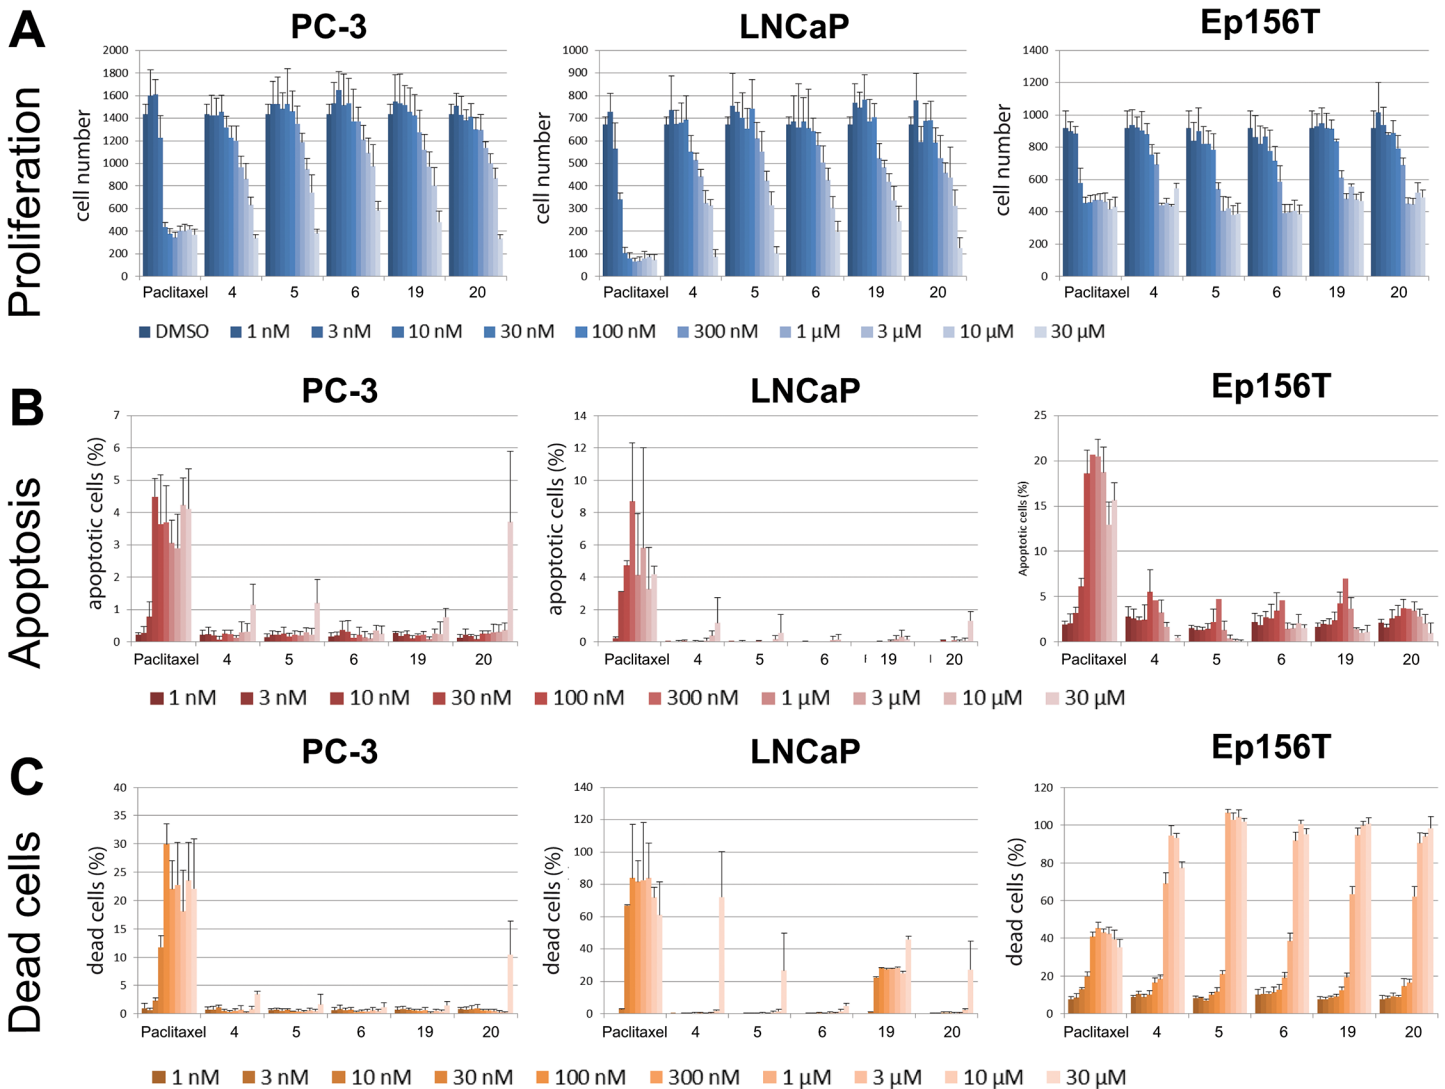 A
Proliferation
PC-3
LNCaP
Ep156T
cell number
2000
1800
1600
1400
1200
1000
800
600
400
200
0
Paclitaxel 4 5 6 19 20
cell number
1000
900
800
700
600
500
400
300
200
100
0
Paclitaxel 4 5 6 19 20
cell number
1400
1200
1000
800
600
400
200
0
Paclitaxel 4 5 6 19 20
DMSO 1 nM 3 nM 10 nM 30 nM 100 nM 300 nM 1 µM 3 µM 10 µM 30 µM
B
Apoptosis
PC-3
LNCaP
Ep156T
apoptotic cells (%)
7
6
5
4
3
2
1
0
Paclitaxel 4 5 6 19 20
apoptotic cells (%)
14
12
10
8
6
4
2
0
Paclitaxel 4 5 6 19 20
Apoptotic cells (%)
25
20
15
10
5
0
Paclitaxel 4 5 6 19 20
1 nM 3 nM 10 nM 30 nM 100 nM 300 nM 1 µM 3 µM 10 µM 30 µM
C
Dead cells
PC-3
LNCaP
Ep156T
dead cells (%)
40
35
30
25
20
15
10
5
0
Paclitaxel 4 5 6 19 20
dead cells (%)
140
120
100
80
60
40
20
0
Paclitaxel 4 5 6 19 20
dead cells (%)
120
100
80
60
40
20
0
Paclitaxel 4 5 6 19 20
1 nM 3 nM 10 nM 30 nM 100 nM 300 nM 1 µM 3 µM 10 µM 30 µM